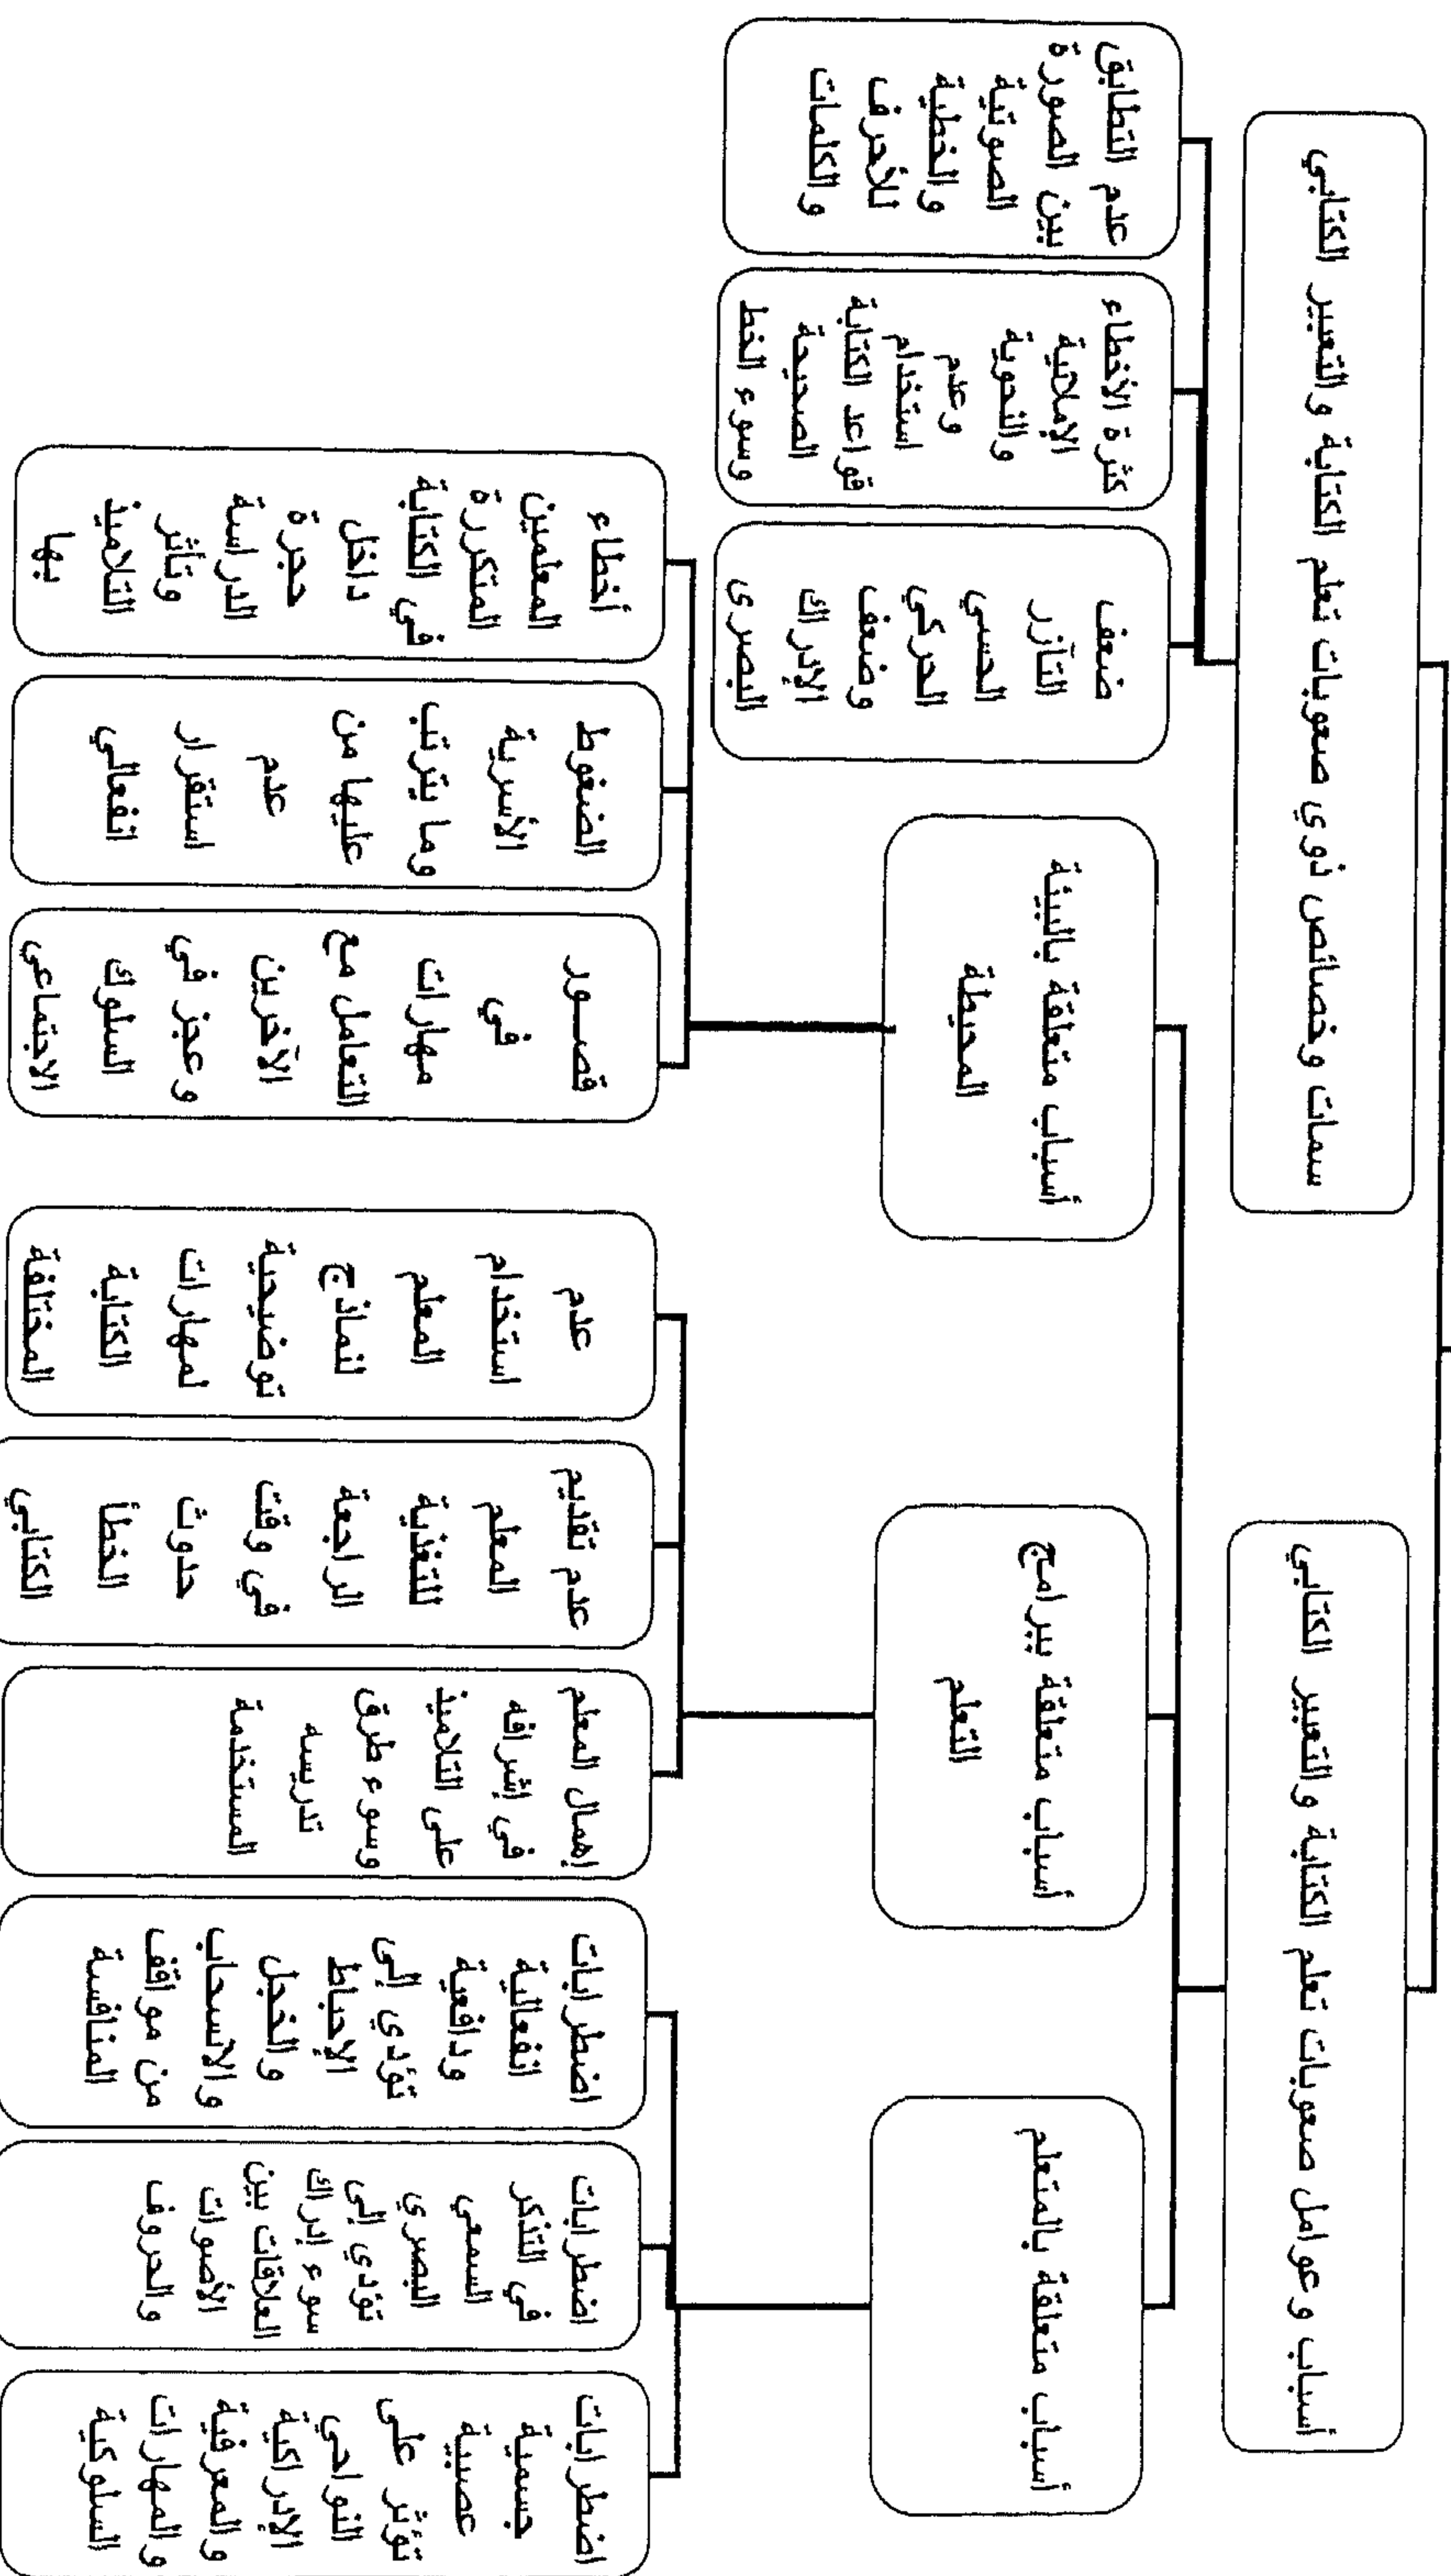 أسباب وعوامل صعوبات تعلم الكتابة والتعبير الكتابي
سمات وخصائص ذوي صعوبات تعلم الكتابة والتعبير الكتابي
أسباب متعلقة بالمتعلم
أسباب متعلقة ببرامج
التعلم
أسباب متعلقة بالبيئة
المحيطة
ضعف
التآزر
الحسي
الحركي
وضعف
الإدراك
البصرى
كثرة الأخطاء
الإملائية
والنحوية
وعدم
استخدام
قواعد الكتابة
الصحيحة
وسوء الخط
عدم التطابق
بين الصورة
الصوتية
والخطية
للأحرف
والكلمات
اضطرابات
جسمية
عصبية
تؤثر على
النواحي
الإدراكية
والمعرفية
والمهارات
السلوكية
اضطرابات
في التذكر
السمعي
البصري
تؤدي إلى
سوء إدراك
العلاقات بين
الأصوات
والحروف
اضطرابات
انفعالية
ودافعية
تؤدي إلى
الإحباط
والخجل
والانسحاب
من مواقف
المنافسة
إهمال المعلم
في إشرافه
على التلاميذ
وسوء طرق
تدريسه
المستخدمة
عدم تقديم
المعلم
للتغذية
الراجعة
في وقت
حدوث
الخطأ
الكتابي
عدم
استخدام
المعلم
لنماذج
توضيحية
لمهارات
الكتابة
المختلفة
قصــور
في
مهارات
التعامل مع
الآخرين
وعجز في
السلوك
الاجتماعي
الضغوط
الأسرية
وما يترتب
عليها من
عدم
استقرار
انفعالي
أخطاء
المعلمين
المتكررة
في الكتابة
داخل
حجرة
الدراسة
وتأثر
التلاميذ
بها